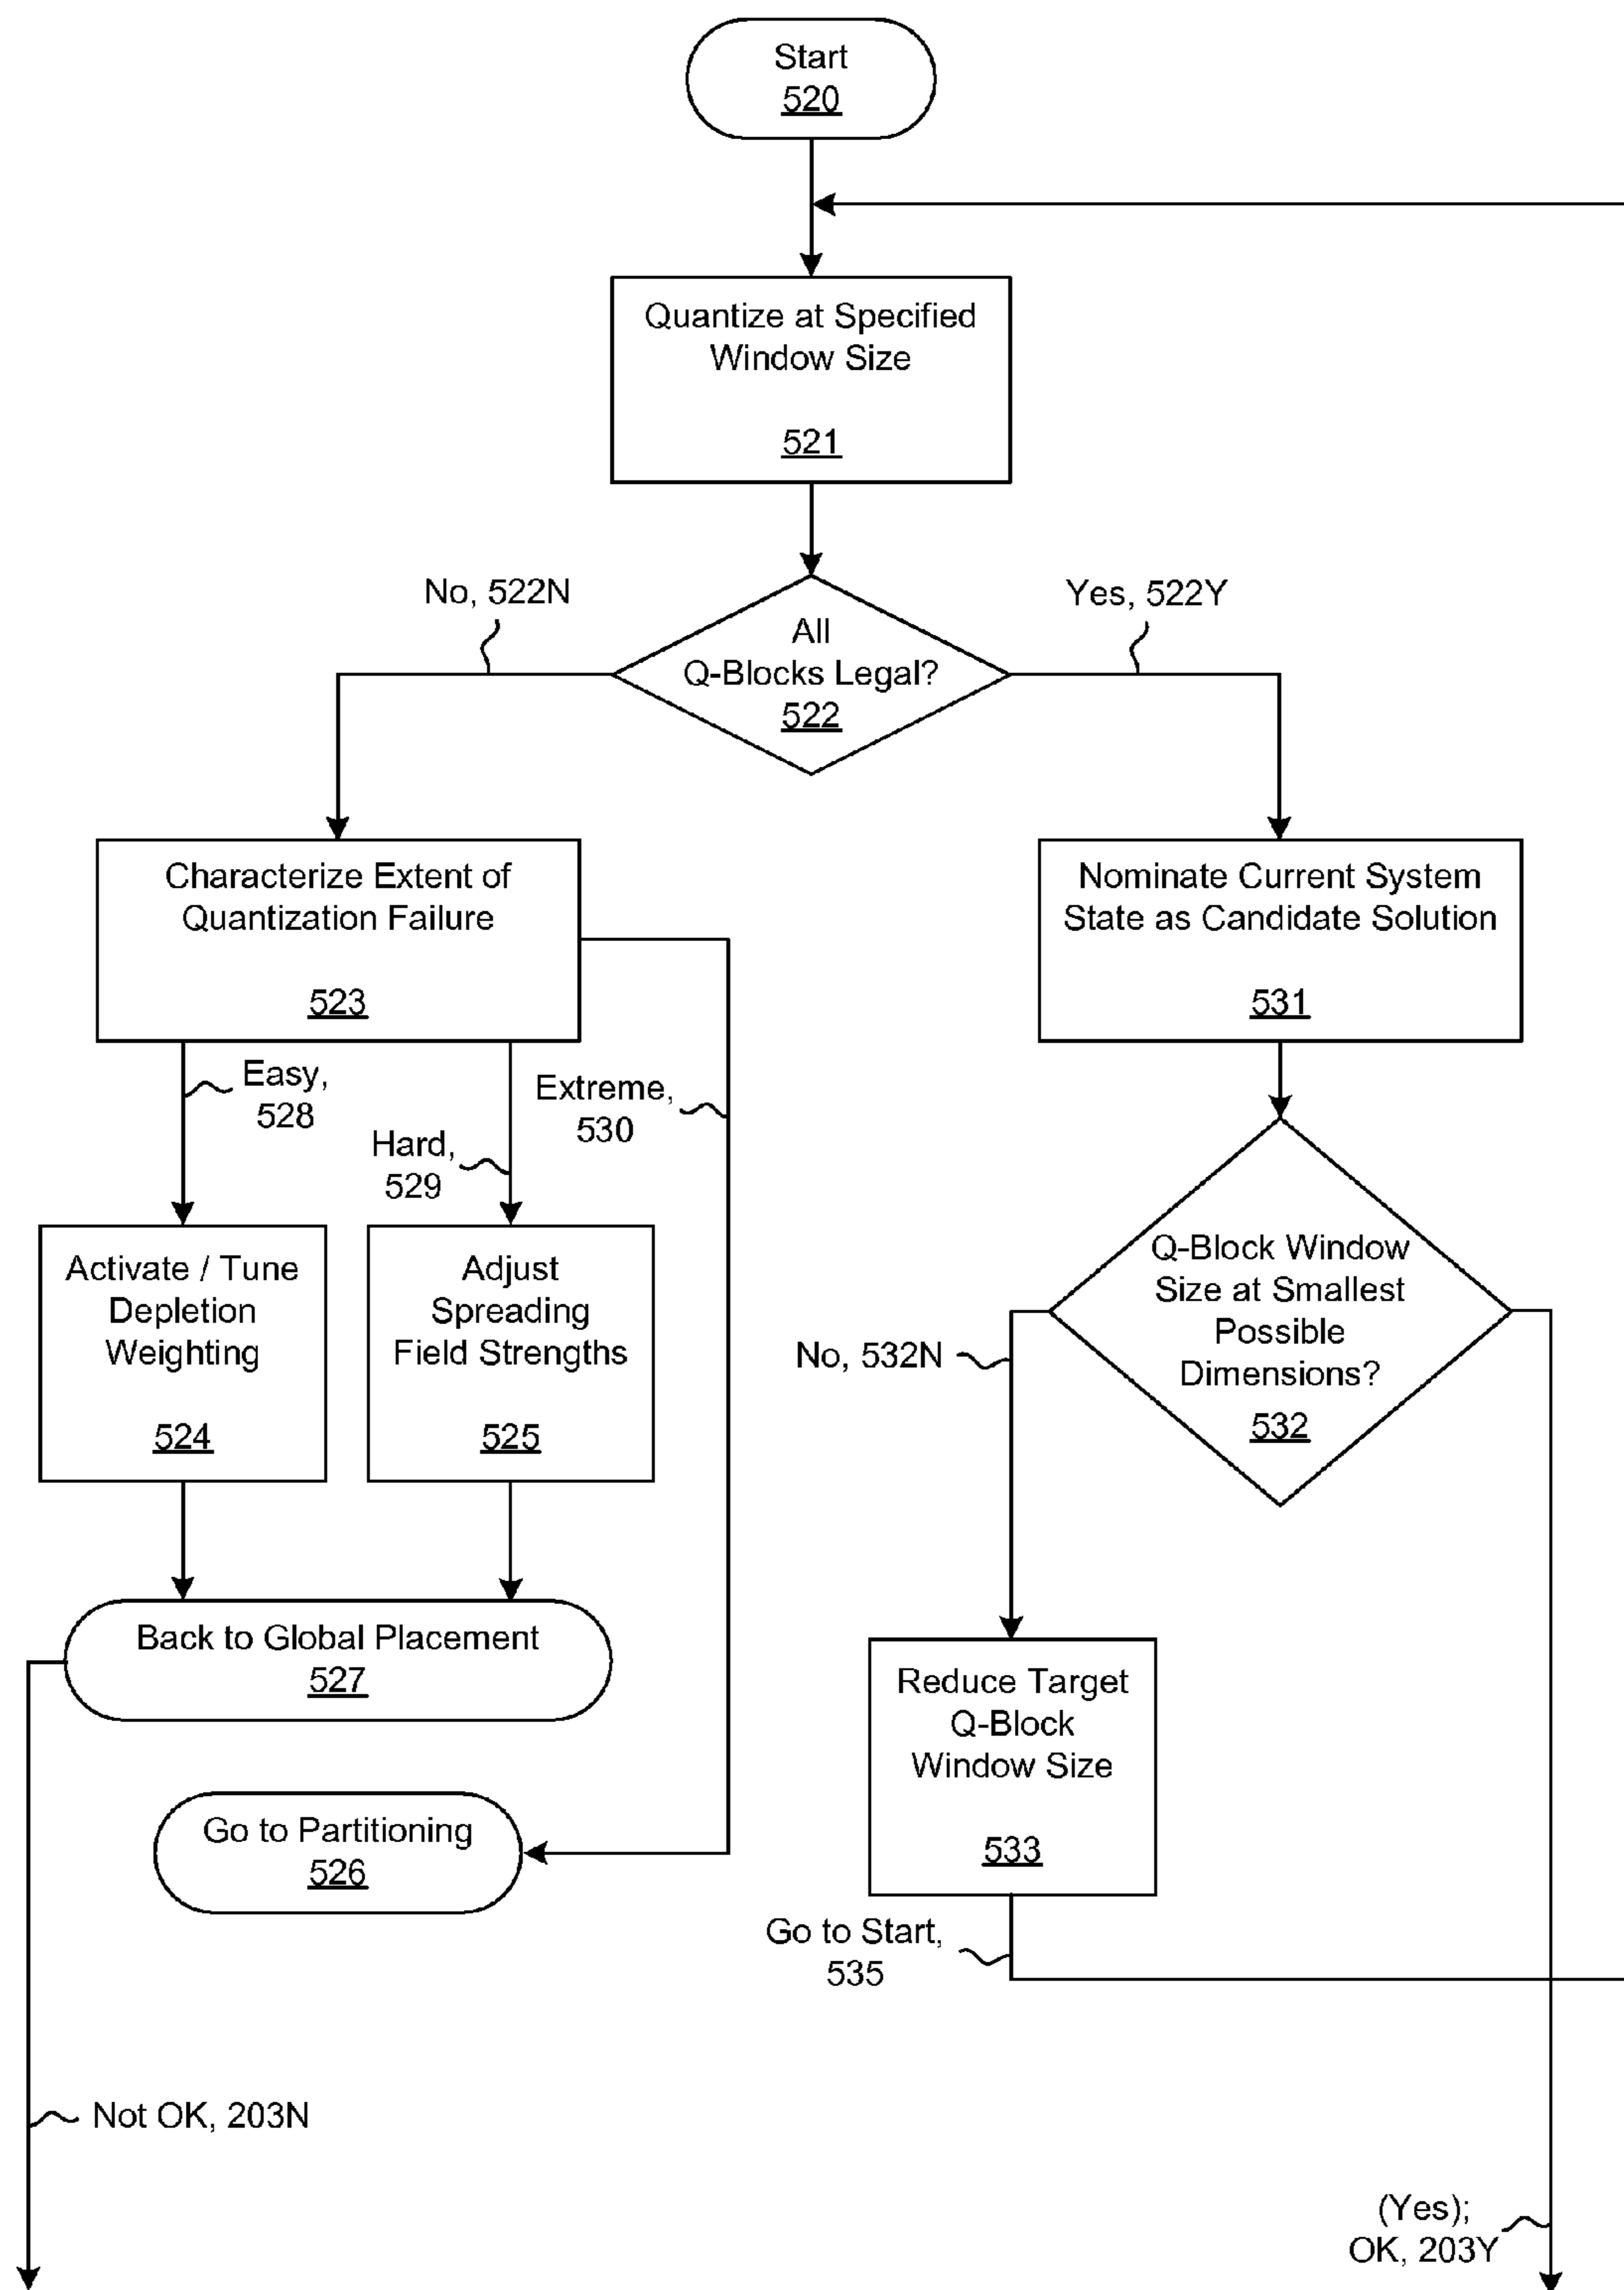 Start
520
Quantize at Specified
Window Size
521
No, 522N
Yes, 522Y
All
Q-Blocks Legal?
522
Characterize Extent of
Quantization Failure
523
Nominate Current System
State as Candidate Solution
531
Easy,
528
Hard,
529
Extreme,
530
Activate / Tune
Depletion
Weighting
524
Adjust
Spreading
Field Strengths
525
Q-Block Window
Size at Smallest
Possible
Dimensions?
532
No, 532N
Back to Global Placement
527
Reduce Target
Q-Block
Window Size
533
Go to Partitioning
526
Go to Start,
535
Not OK, 203N
(Yes);
OK, 203Y